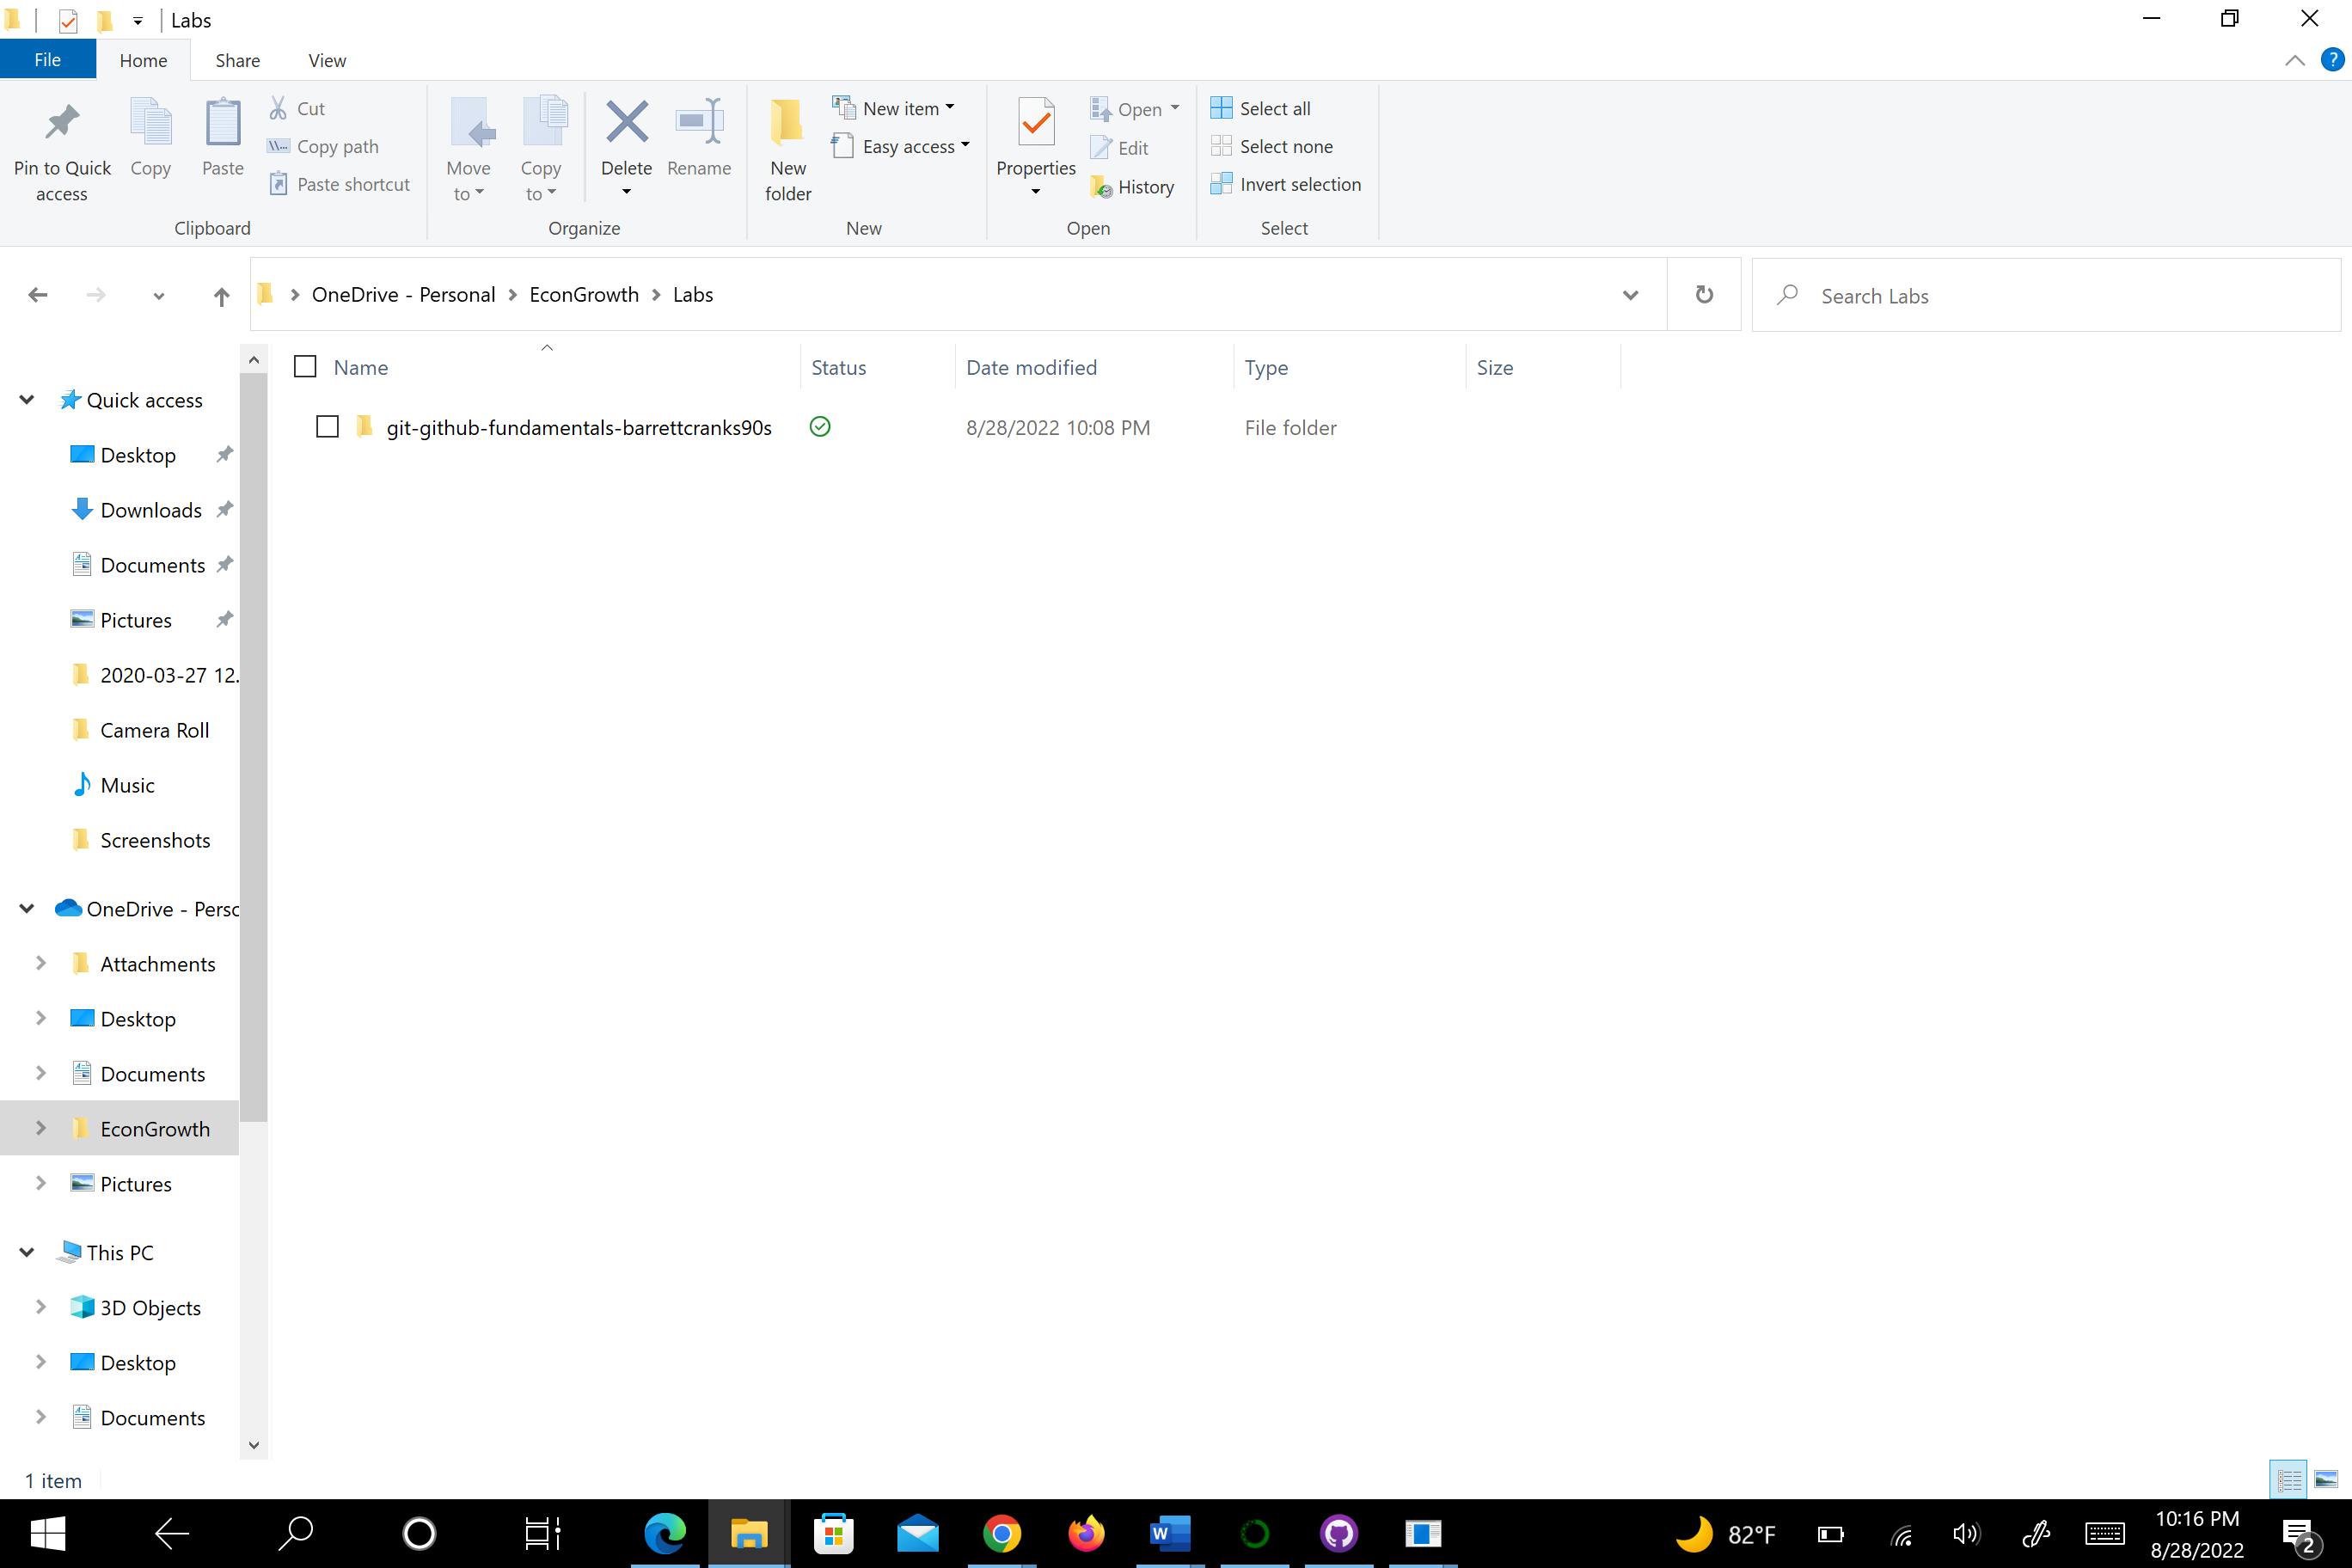 Labs
File Home Share View
Pin to Quick access
Copy
Paste
Cut
Copy path
Paste shortcut
Clipboard
Move to
Copy to
Delete
Rename
Organize
New folder
New item
Easy access
New
Properties
Open
Edit
History
Open
Select all
Select none
Invert selection
Select
OneDrive - Personal EconGrowth Labs
Search Labs
Name Status Date modified Type Size
git-github-fundamentals-barrettcranks90s 8/28/2022 10:08 PM File folder
Quick access
Desktop
Downloads
Documents
Pictures
2020-03-27 12.
Camera Roll
Music
Screenshots
OneDrive - Perso
Attachments
Desktop
Documents
EconGrowth
Pictures
This PC
3D Objects
Desktop
Documents
1 item
82°F
10:16 PM
8/28/2022
2